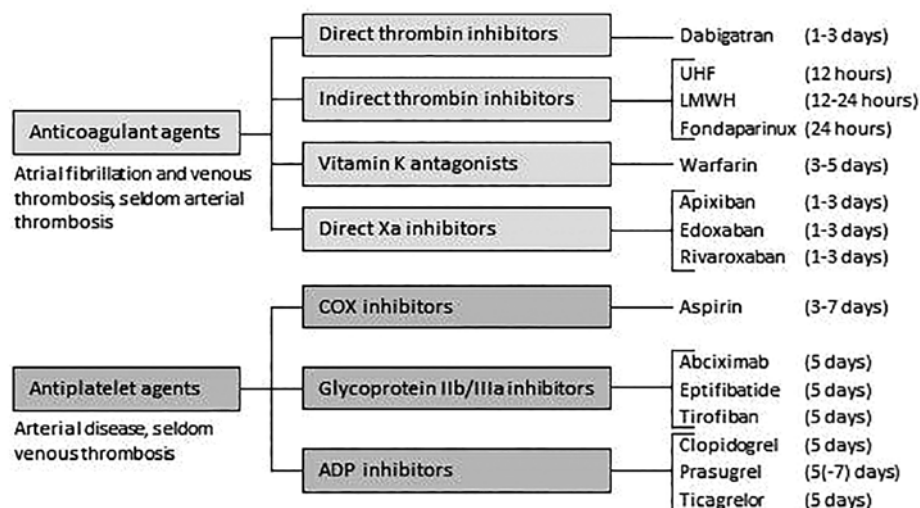 Direct thrombin inhibitors
Dabigatran (1-3 days)
UHF (12 hours)
Indirect thrombin inhibitors
LMWH (12-24 hours)
Fondaparinux (24 hours)
Anticoagulant agents
Atrial fibrillation and venous
thrombosis, seldom arterial
thrombosis
Vitamin K antagonists
Warfarin (3-5 days)
Apixiban (1-3 days)
Direct Xa inhibitors
Edoxaban (1-3 days)
Rivaroxaban (1-3 days)
COX inhibitors
Aspirin (3-7 days)
Antiplatelet agents
Arterial disease, seldom
venous thrombosis
Glycoprotein IIb/IIIa inhibitors
Abciximab (5 days)
Eptifibatide (5 days)
Tirofiban (5 days)
ADP inhibitors
Clopidogrel (5 days)
Prasugrel (5(-7) days)
Ticagrelor (5 days)